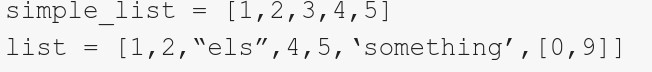 simple_list = [1,2,3,4,5]
list = [1,2,“els”,4,5,‘something’,[0,9]]